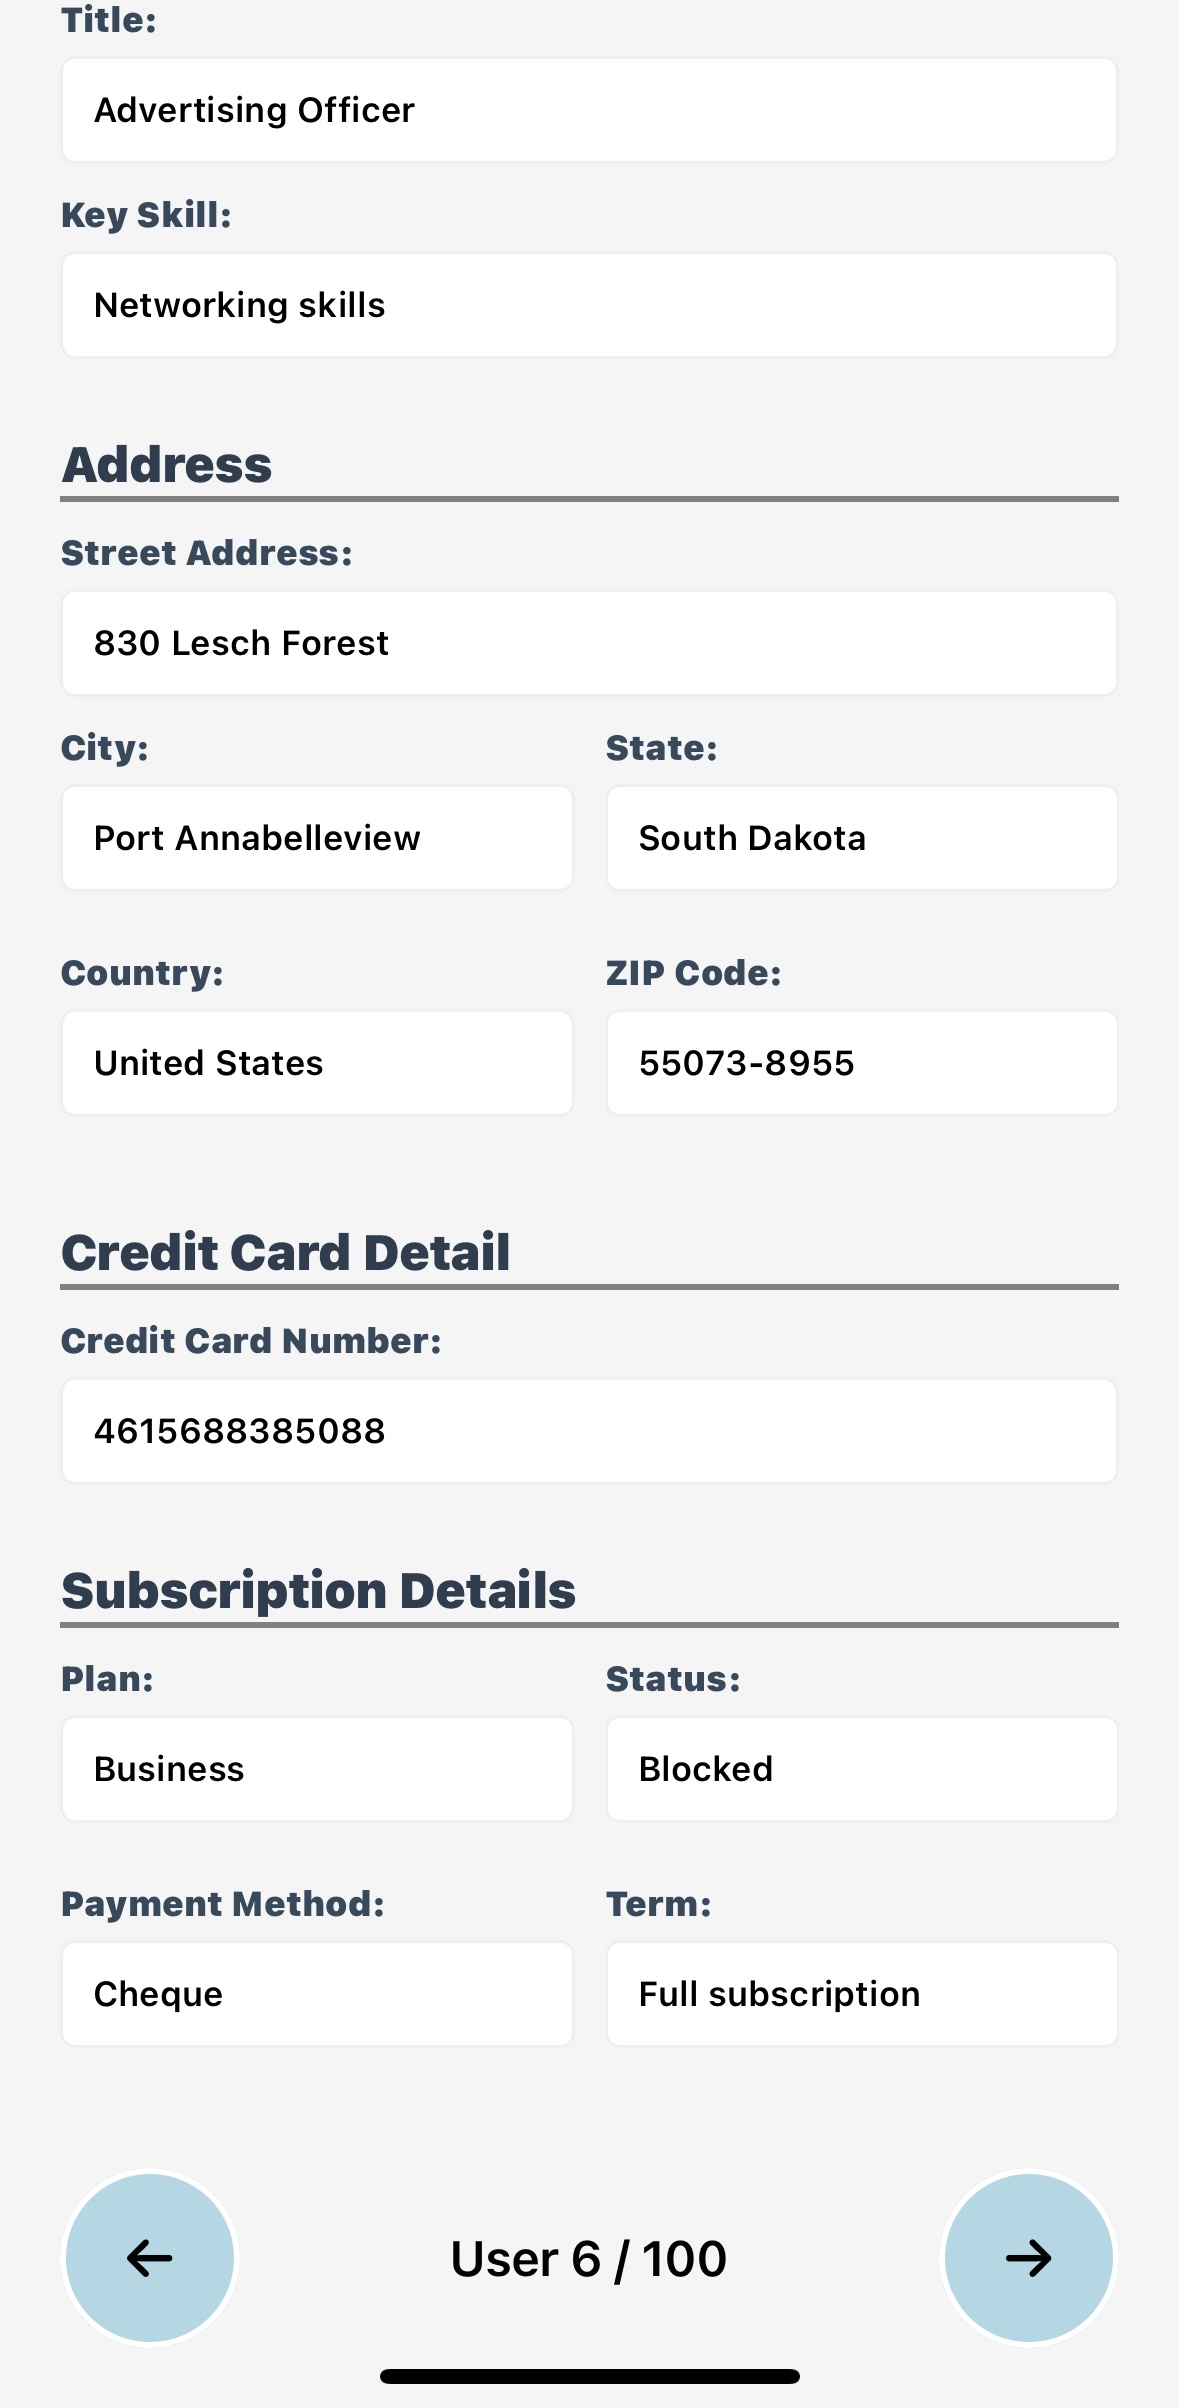 Title:
Advertising Officer
Key Skill:
Networking skills
Address
Street Address:
830 Lesch Forest
City:
State:
Port Annabelleview
South Dakota
Country:
ZIP Code:
United States
55073-8955
Credit Card Detail
Credit Card Number:
4615688385088
Subscription Details
Plan:
Status:
Business
Blocked
Payment Method:
Term:
Cheque
Full subscription
User 6 / 100